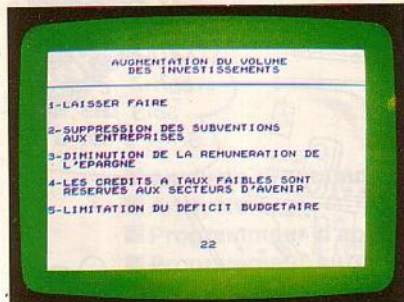 AUGMENTATION DU VOLUME
DES INVESTISSEMENTS
1-LAISSER FAIRE
2-SUPPRESSION DES SUBVENTIONS
AUX ENTREPRISES
3-DIMINUTION DE LA REMUNERATION DE
L'EPARGNE
4-LES CREDITS A TAUX FAIBLES SONT
RESERVES AUX SECTEURS D'AVENIR
5-LIMITATION DU DEFICIT BUDGETAIRE
22